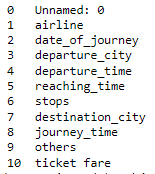 0 Unnamed: 0
1 airline
2 date_of_journey
3 departure_city
4 departure_time
5 reaching_time
6 stops
7 destination_city
8 journey_time
9 others
10 ticket fare